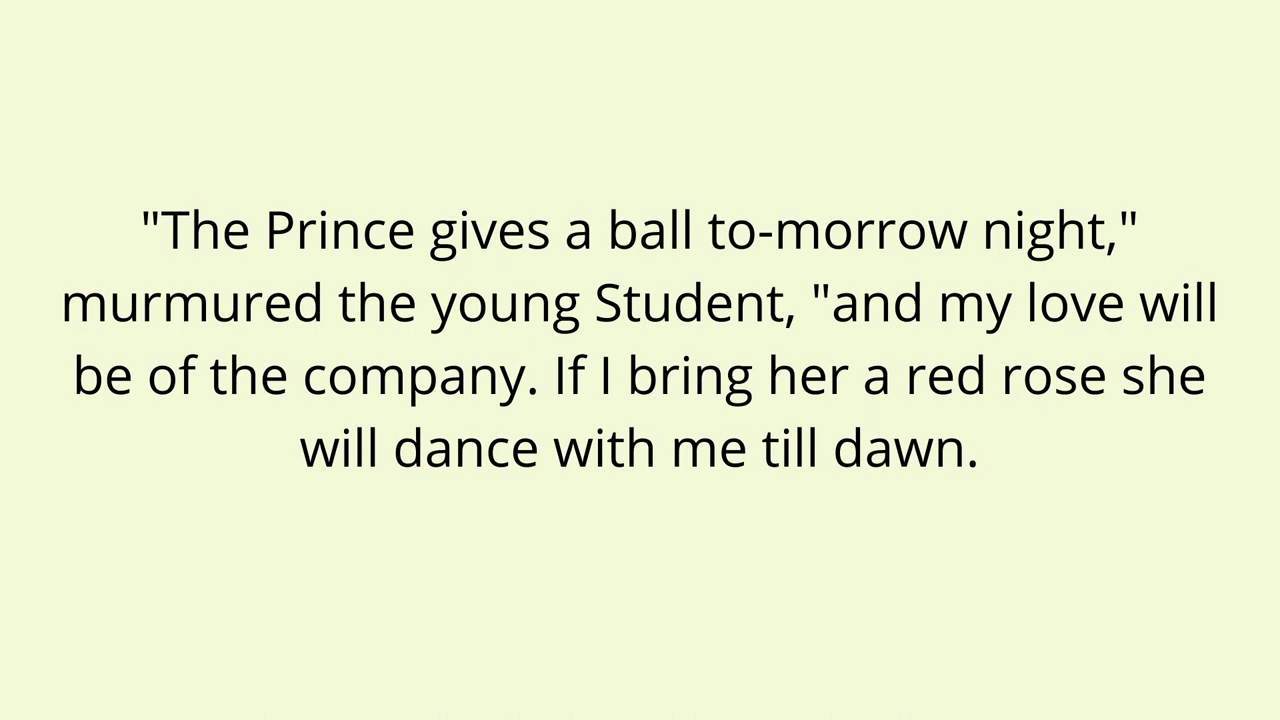 "The Prince gives a ball to-morrow night,"
murmured the young Student, "and my love will
be of the company. If I bring her a red rose she
will dance with me till dawn.